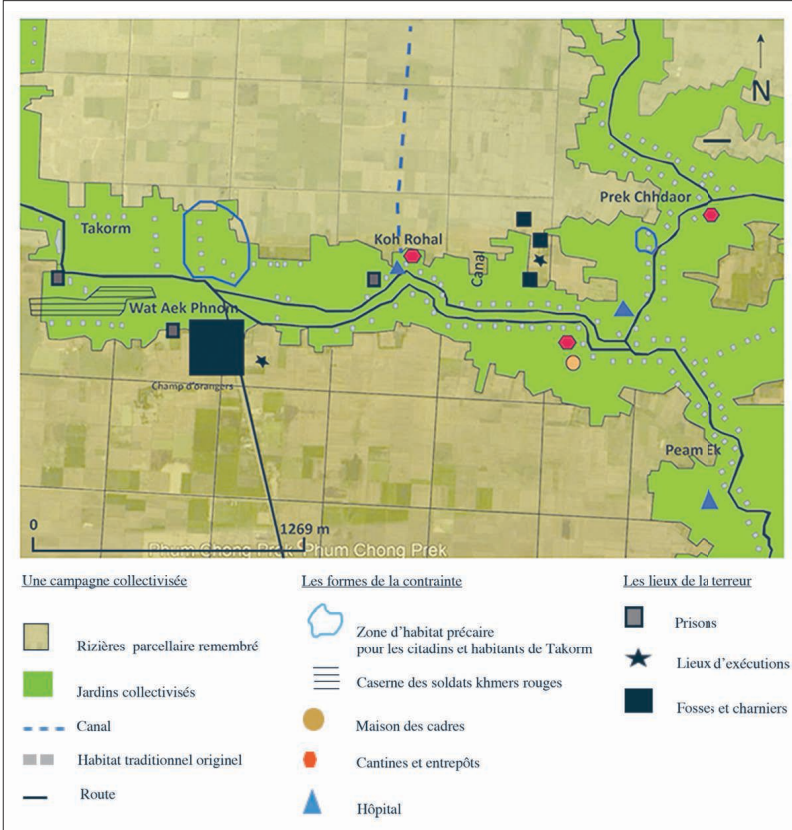 N
Prek Chhdaor
Takorm
Koh Rohal
Canal
Wat Aek Phnom
Champ d'orangers
Peam Ek
0
1269 m
Phum Chong Prek Phum Chong Prek
Une campagne collectivisée
Rizières parcellaire remembré
Jardins collectivisés
Canal
Habitat traditionnel originel
Route
Les formes de la contrainte
Zone d'habitat précaire
pour les citadins et habitants de Takorm
Caserne des soldats khmers rouges
Maison des cadres
Cantines et entrepôts
Hôpital
Les lieux de la terreur
Prisons
Lieux d'exécutions
Fosses et charniers